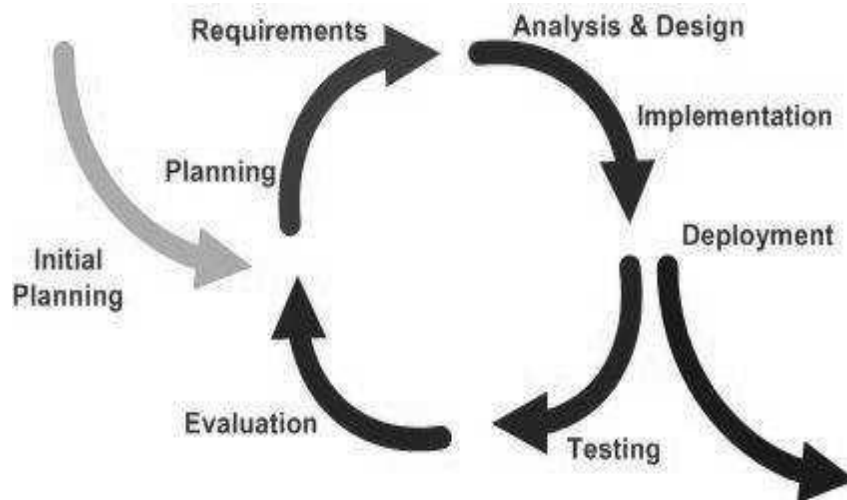 Requirements
Analysis & Design
Implementation
Planning
Deployment
Initial
Planning
Evaluation
Testing